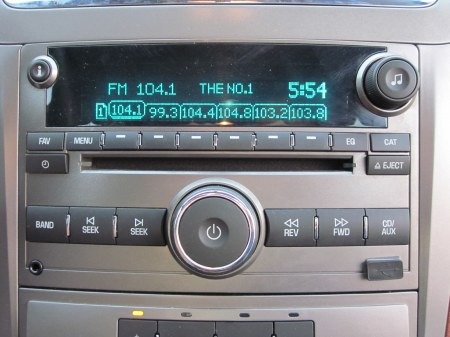 FM 104.1 THE NO.1 5:54
1 104.1 99.3 104.4 104.8 103.2 103.8
FAV MENU EQ CAT
EJECT
BAND SEEK SEEK REV FWD CD/
AUX